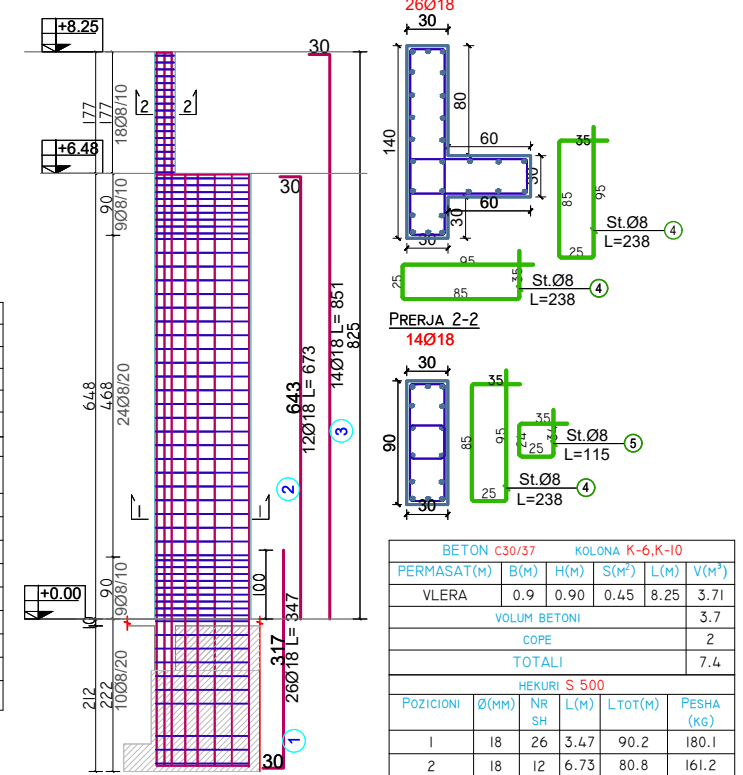 +8.25
30
177
177
18Ø8/10
2
2
+6.48
30
90
9Ø8/10
648
468
24Ø8/20
643
12Ø18 L= 673
14Ø18 L= 851
825
3
2
1
1
+0.00
90
9Ø8/10
100
10
212
222
10Ø8/20
317
26Ø18 L= 347
30
1
26Ø18
30
140
80
60
30
60
30
30
35
85
95
25
St.Ø8
L=238
4
95
25
85
35
St.Ø8
L=238
4
PRERJA 2-2
14Ø18
30
90
30
35
85
95
25
St.Ø8
L=238
4
35
24
34
25
St.Ø8
L=115
5
BETON C30/37 KOLONA K-6,K-10
PERMASAT(M) B(M) H(M) S(M²) L(M) V(M³)
VLERA 0.9 0.90 0.45 8.25 3.71
VOLUM BETONI 3.7
COPE 2
TOTALI 7.4
HEKURI S 500
POZICIONI Ø(MM) NR SH L(M) LTOT(M) PESHA (KG)
1 18 26 3.47 90.2 180.1
2 18 12 6.73 80.8 161.2